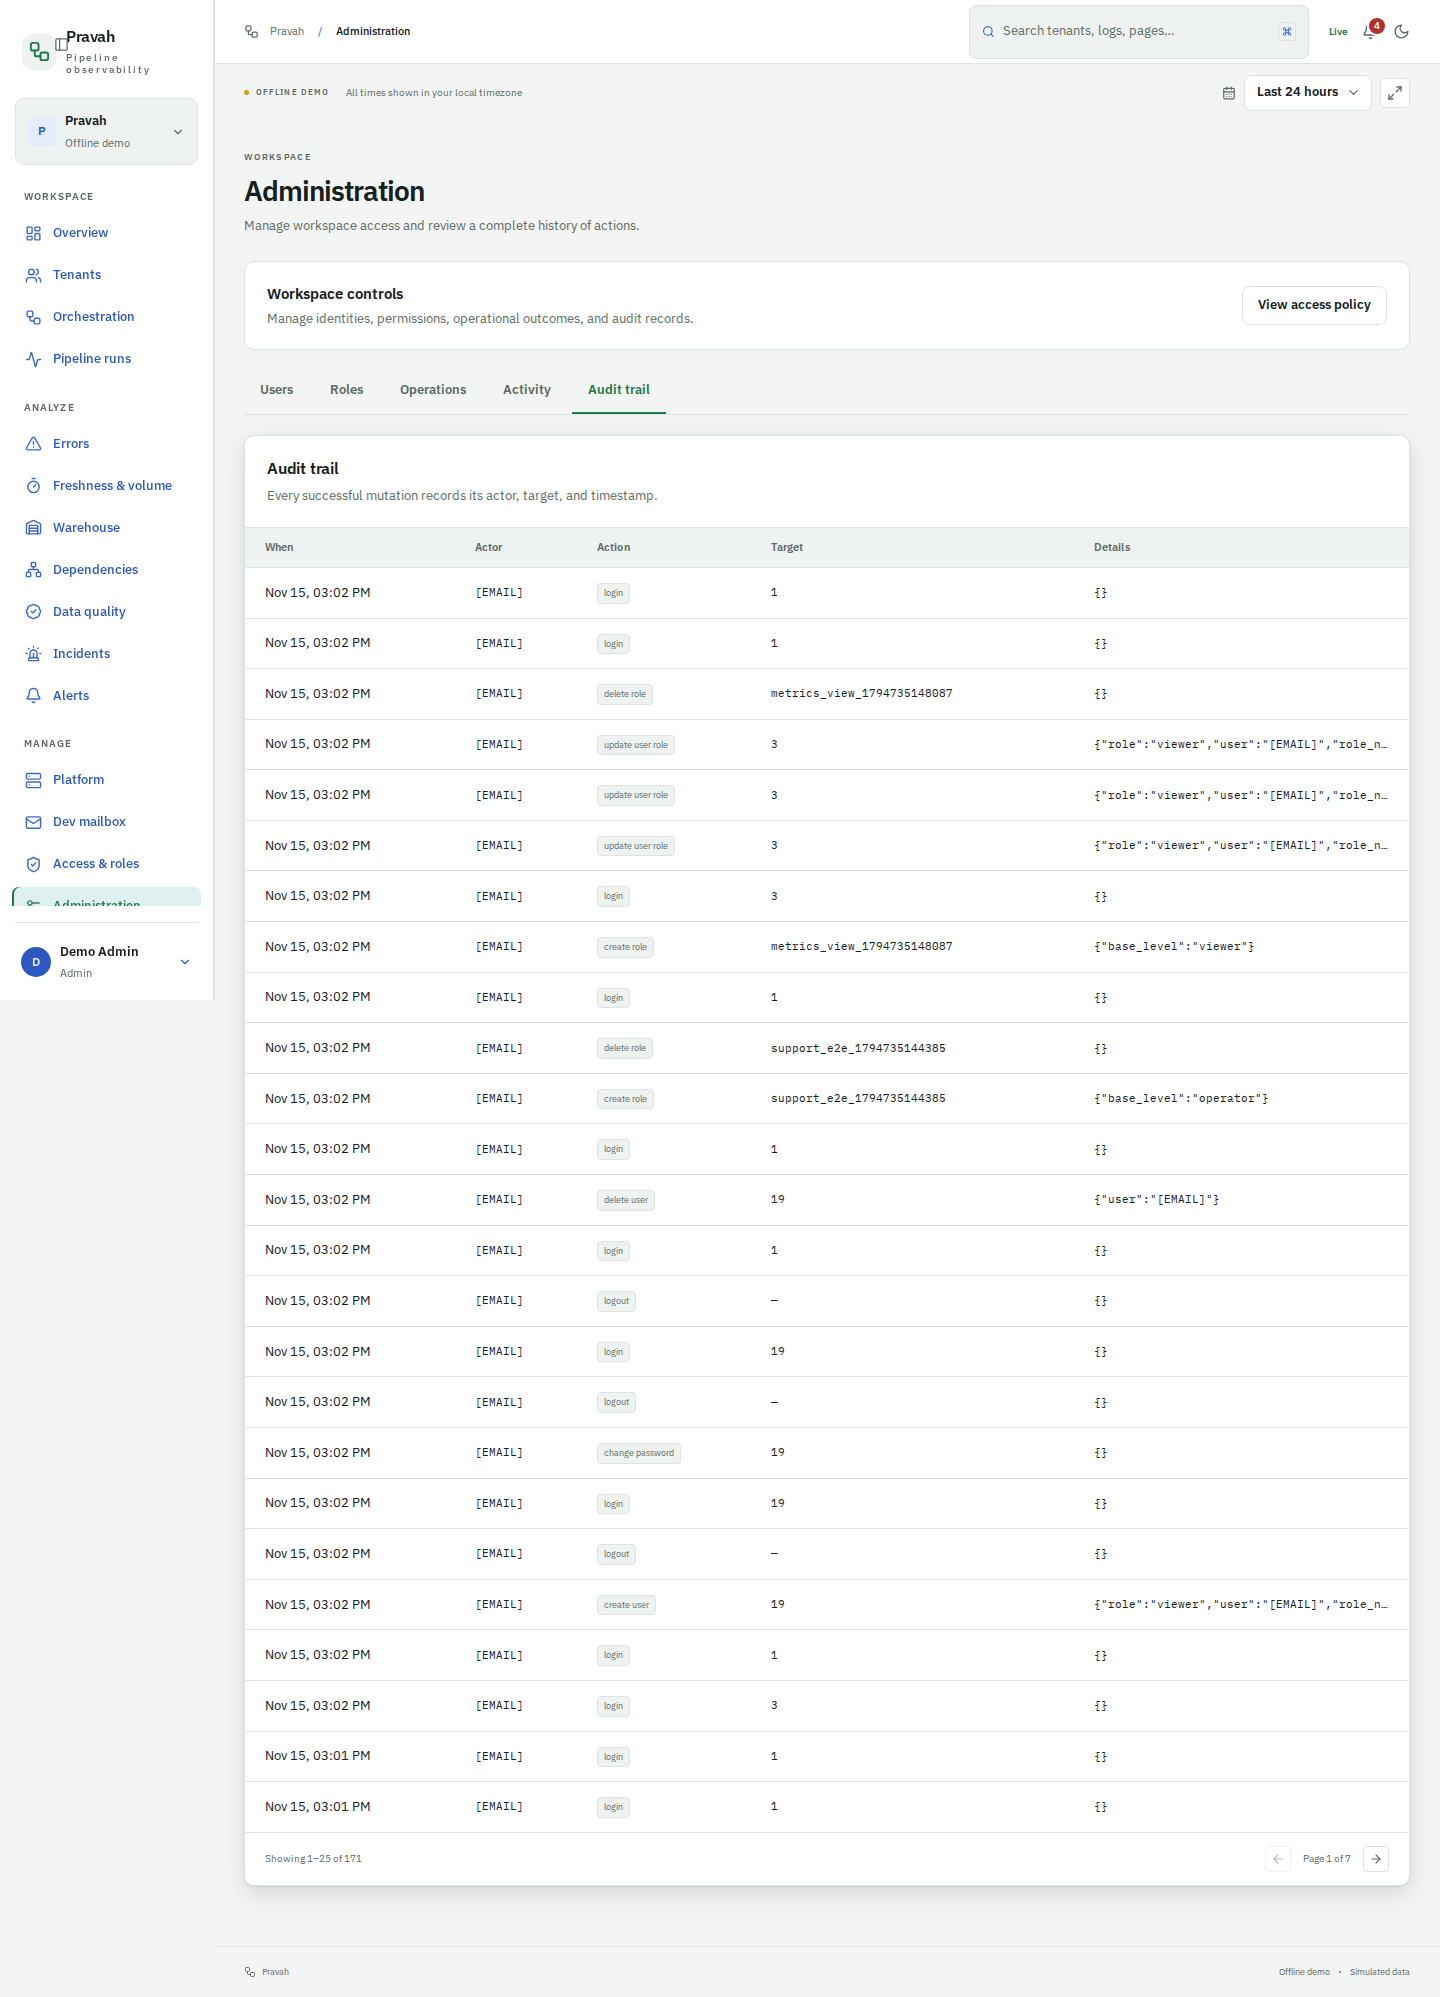 Pravah
Pipeline
observability
P
Pravah
Offline demo
WORKSPACE
Overview
Tenants
Orchestration
Pipeline runs
ANALYZE
Errors
Freshness & volume
Warehouse
Dependencies
Data quality
Incidents
Alerts
MANAGE
Platform
Dev mailbox
Access & roles
Administration
D
Demo Admin
Admin
Pravah / Administration
Search tenants, logs, pages...
⌘
Live
4
OFFLINE DEMO All times shown in your local timezone
Last 24 hours
WORKSPACE
Administration
Manage workspace access and review a complete history of actions.
Workspace controls
Manage identities, permissions, operational outcomes, and audit records.
View access policy
Users Roles Operations Activity Audit trail
Audit trail
Every successful mutation records its actor, target, and timestamp.
When Actor Action Target Details
Nov 15, 03:02 PM [EMAIL] login 1 {}
Nov 15, 03:02 PM [EMAIL] login 1 {}
Nov 15, 03:02 PM [EMAIL] delete role metrics_view_1794735148087 {}
Nov 15, 03:02 PM [EMAIL] update user role 3 {"role":"viewer","user":"[EMAIL]","role_n…
Nov 15, 03:02 PM [EMAIL] update user role 3 {"role":"viewer","user":"[EMAIL]","role_n…
Nov 15, 03:02 PM [EMAIL] update user role 3 {"role":"viewer","user":"[EMAIL]","role_n…
Nov 15, 03:02 PM [EMAIL] login 3 {}
Nov 15, 03:02 PM [EMAIL] create role metrics_view_1794735148087 {"base_level":"viewer"}
Nov 15, 03:02 PM [EMAIL] login 1 {}
Nov 15, 03:02 PM [EMAIL] delete role support_e2e_1794735144385 {}
Nov 15, 03:02 PM [EMAIL] create role support_e2e_1794735144385 {"base_level":"operator"}
Nov 15, 03:02 PM [EMAIL] login 1 {}
Nov 15, 03:02 PM [EMAIL] delete user 19 {"user":"[EMAIL]"}
Nov 15, 03:02 PM [EMAIL] login 1 {}
Nov 15, 03:02 PM [EMAIL] logout — {}
Nov 15, 03:02 PM [EMAIL] login 19 {}
Nov 15, 03:02 PM [EMAIL] logout — {}
Nov 15, 03:02 PM [EMAIL] change password 19 {}
Nov 15, 03:02 PM [EMAIL] login 19 {}
Nov 15, 03:02 PM [EMAIL] logout — {}
Nov 15, 03:02 PM [EMAIL] create user 19 {"role":"viewer","user":"[EMAIL]","role_n…
Nov 15, 03:02 PM [EMAIL] login 1 {}
Nov 15, 03:02 PM [EMAIL] login 3 {}
Nov 15, 03:01 PM [EMAIL] login 1 {}
Nov 15, 03:01 PM [EMAIL] login 1 {}
Showing 1–25 of 171
Page 1 of 7
Pravah
Offline demo • Simulated data